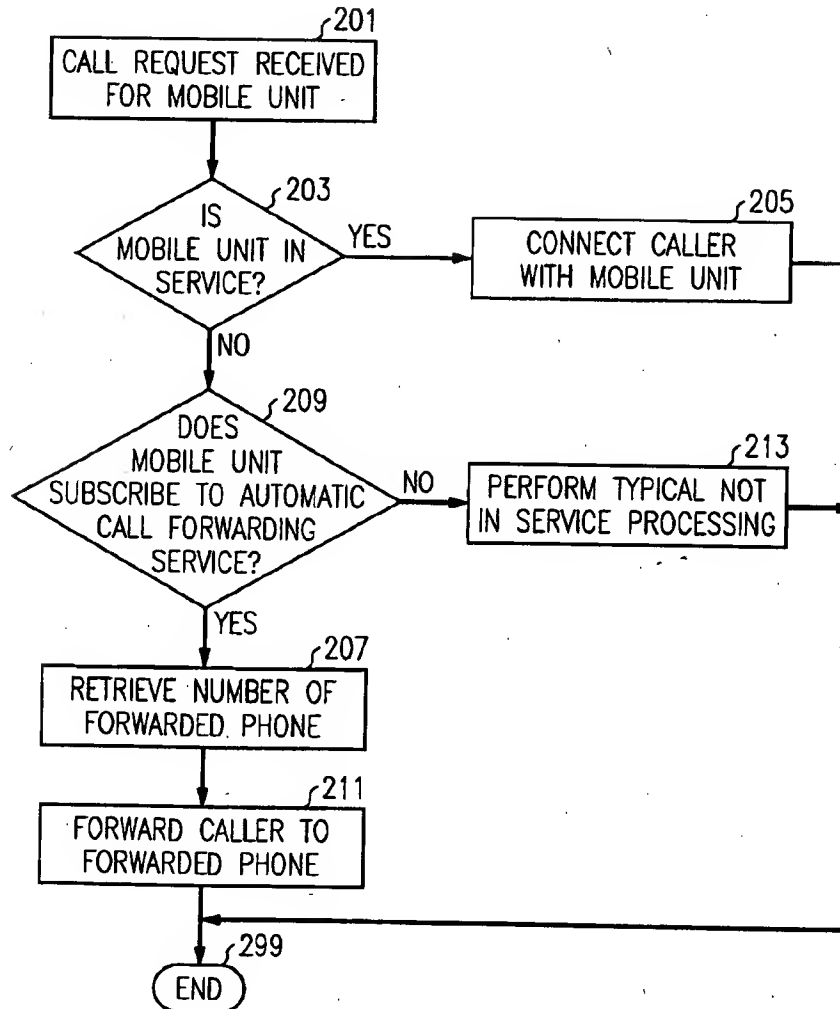 201
CALL REQUEST RECEIVED
FOR MOBILE UNIT
203
IS
MOBILE UNIT IN
SERVICE?
YES
205
CONNECT CALLER
WITH MOBILE UNIT
NO
209
DOES
MOBILE UNIT
SUBSCRIBE TO AUTOMATIC
CALL FORWARDING
SERVICE?
NO
213
PERFORM TYPICAL NOT
IN SERVICE PROCESSING
YES
207
RETRIEVE NUMBER OF
FORWARDED PHONE
211
FORWARD CALLER TO
FORWARDED PHONE
299
END